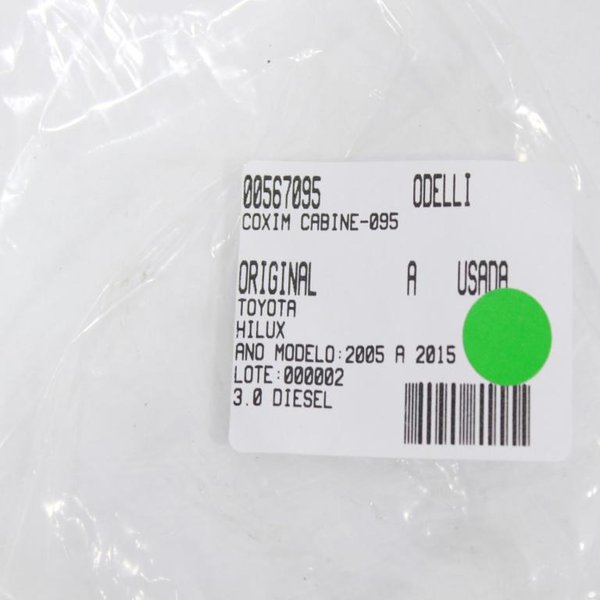 00567095 ODELLI
COXIM CABINE-095
ORIGINAL A USADA
TOYOTA
HILUX
ANO MODELO:2005 A 2015
LOTE:000002
3.0 DIESEL